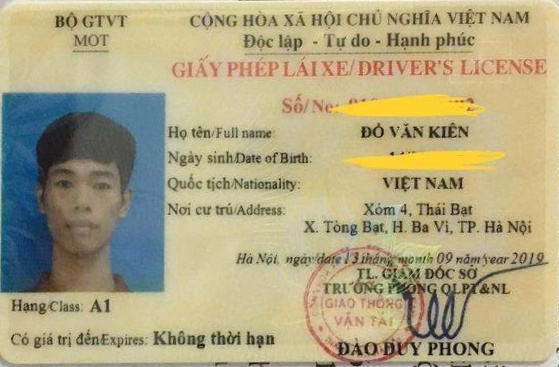 BỘ GTVT
MOT
CỘNG HÒA XÃ HỘI CHỦ NGHĨA VIỆT NAM
Độc lập - Tự do - Hạnh phúc
GIẤY PHÉP LÁI XE/DRIVER'S LICENSE
Số/No:
Họ tên/Full name: ĐỖ VĂN KIÊN
Ngày sinh/Date of Birth:
Quốc tịch/Nationality: VIỆT NAM
Nơi cư trú/Address: Xóm 4, Thái Bạt
X. Tòng Bạt, H. Ba Vì, TP. Hà Nội
Hà Nội, ngày/date 13 tháng/month 09 năm/year 2019
TL. GIÁM ĐỐC SỞ
TRƯỞNG PHÒNG QLPT&NL
GIAO THÔNG
VẬN TẢI
Hạng/Class: A1
Có giá trị đến/Expires: Không thời hạn
ĐÀO DUY PHONG